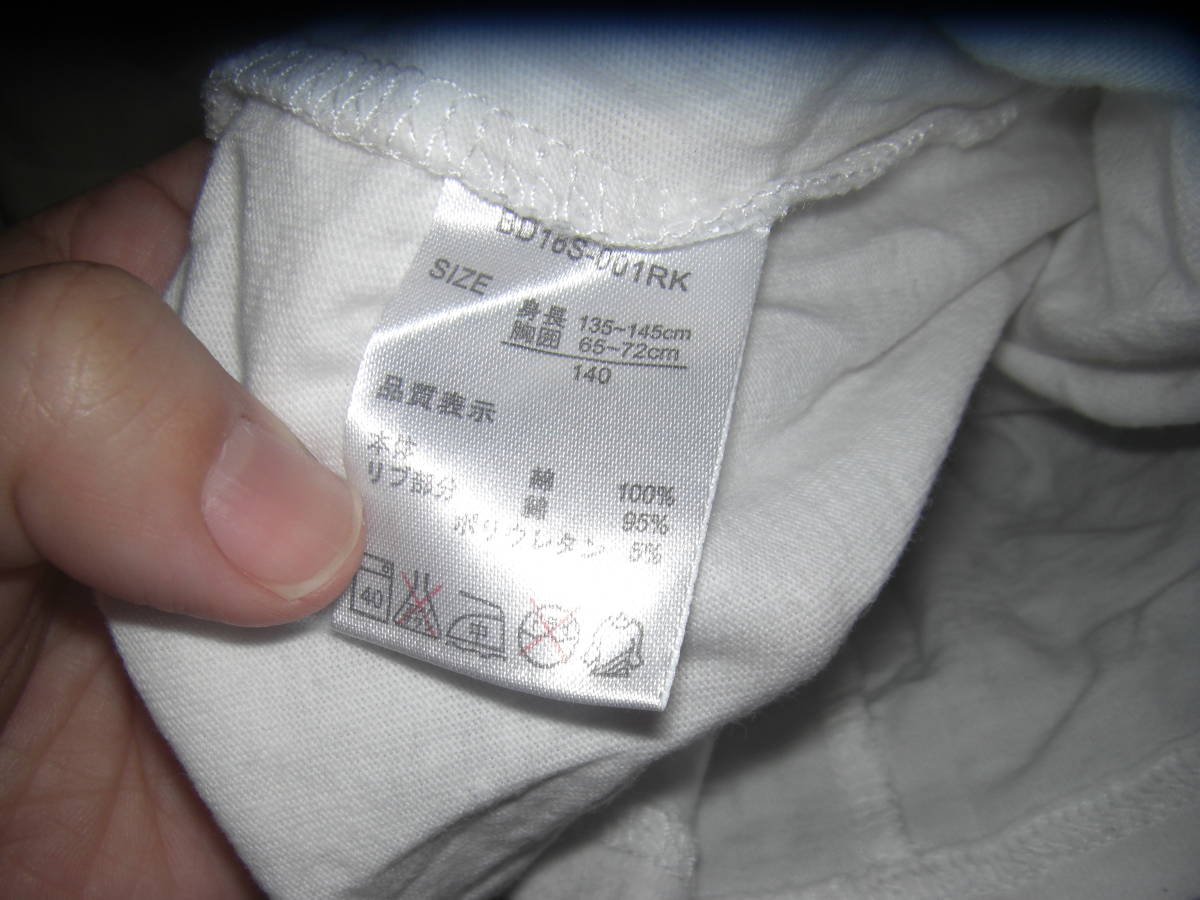 BD16S-001RK
SIZE
身長 135~145cm
胸囲 65~72cm
140
品質表示
本体 綿 100%
リブ部分 綿 95%
ポリウレタン 5%
40
中